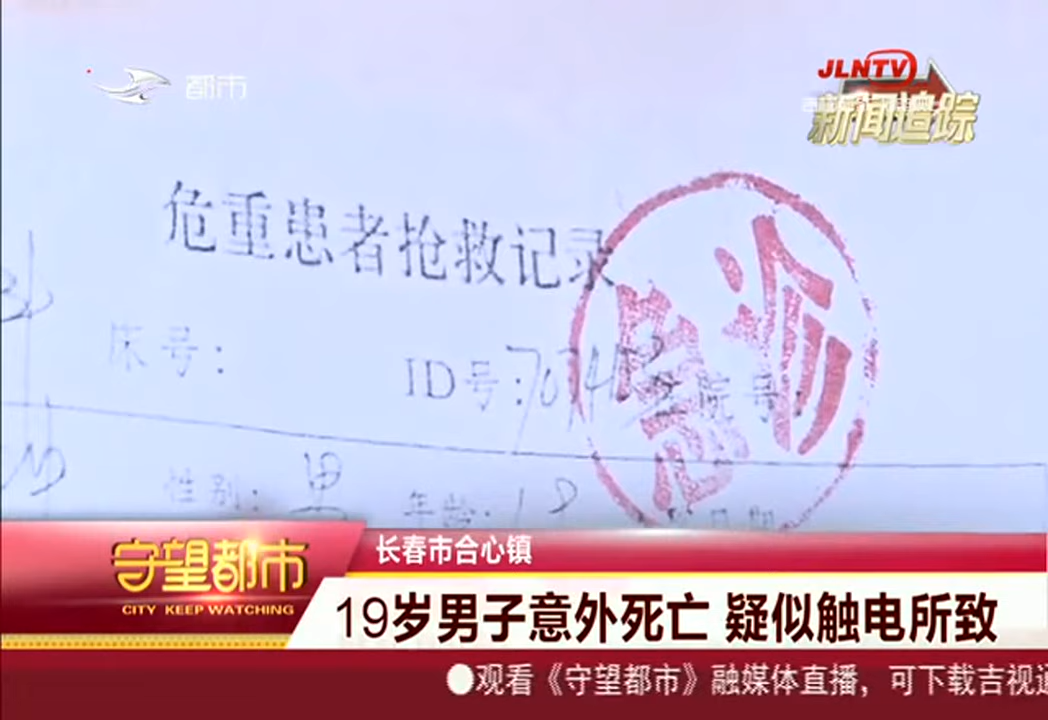 都市
JLNTV
新闻追踪
危重患者抢救记录
床号：
ID号：
院号
性别：男
年龄：18
急诊
守望都市
CITY KEEP WATCHING
长春市合心镇
19岁男子意外死亡 疑似触电所致
●观看《守望都市》融媒体直播，可下载吉视通